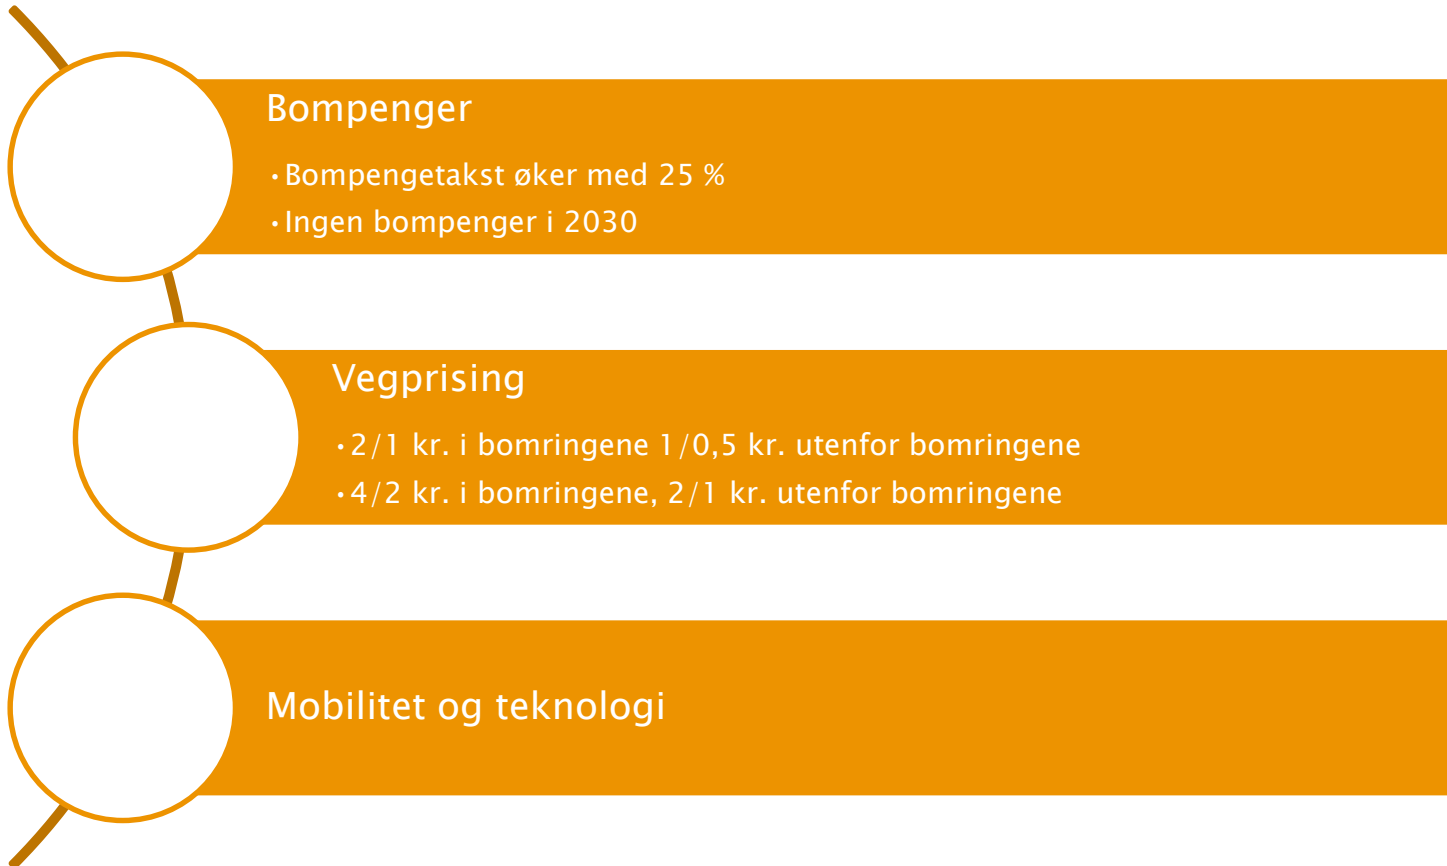 Bompenger
•Bompengetakst øker med 25 %
•Ingen bompenger i 2030
Vegprising
•2/1 kr. i bomringene 1/0,5 kr. utenfor bomringene
•4/2 kr. i bomringene, 2/1 kr. utenfor bomringene
Mobilitet og teknologi